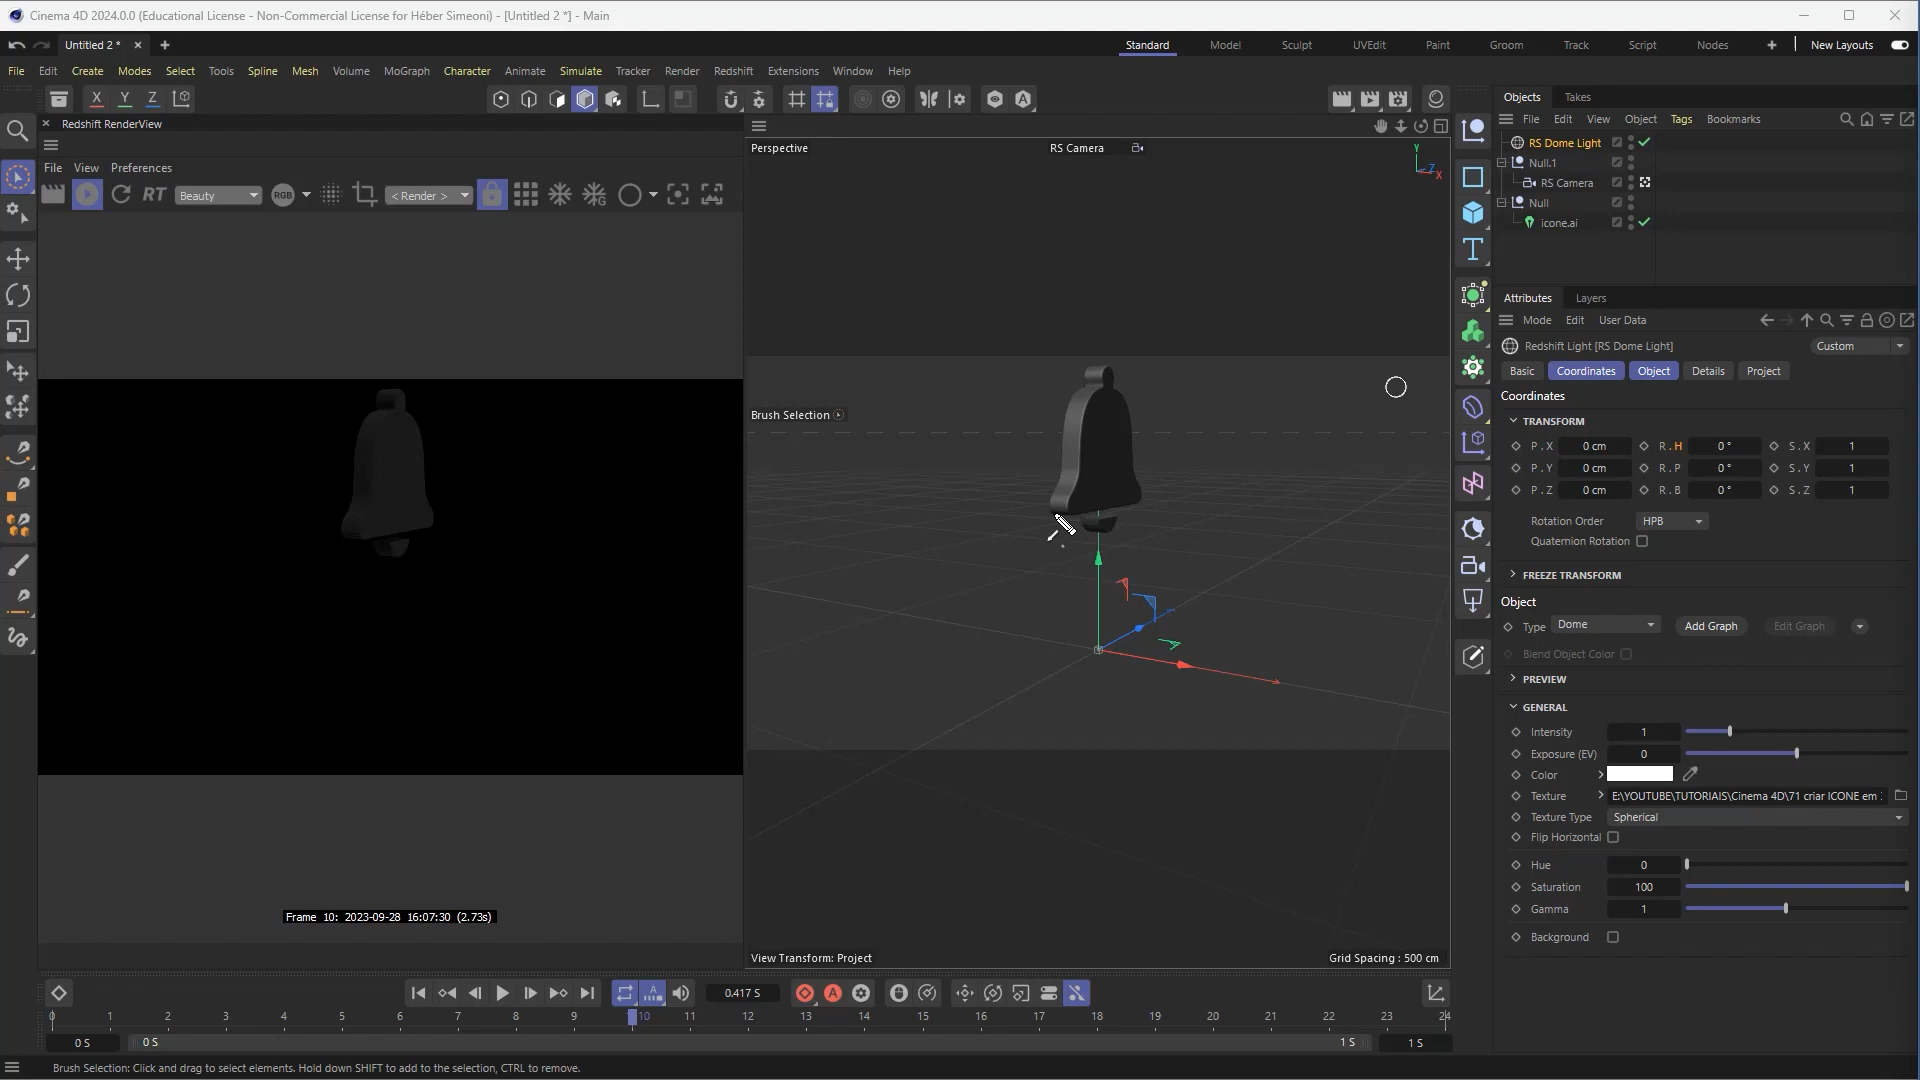 Cinema 4D 2024.0.0 (Educational License - Non-Commercial License for Héber Simeoni) - [Untitled 2 *] - Main
Untitled 2 *
Standard Model Sculpt UVEdit Paint Groom Track Script Nodes New Layouts
File Edit Create Modes Select Tools Spline Mesh Volume MoGraph Character Animate Simulate Tracker Render Redshift Extensions Window Help
X Y Z
Objects Takes
Redshift RenderView
File Edit View Object Tags Bookmarks
Perspective
RS Camera
Y
Z
X
RS Dome Light
Null.1
RS Camera
Null
icone.ai
File View Preferences
RT Beauty RGB < Render >
Attributes Layers
Mode Edit User Data
Redshift Light [RS Dome Light]
Custom
Basic Coordinates Object Details Project
Coordinates
TRANSFORM
P . X 0 cm R . H 0 ° S . X 1
P . Y 0 cm R . P 0 ° S . Y 1
P . Z 0 cm R . B 0 ° S . Z 1
Rotation Order HPB
Quaternion Rotation
FREEZE TRANSFORM
Object
Type Dome Add Graph Edit Graph
Blend Object Color
PREVIEW
GENERAL
Intensity 1
Exposure (EV) 0
Color
Texture E:\YOUTUBE\TUTORIAIS\Cinema 4D\71 criar ICONE em
Texture Type Spherical
Flip Horizontal
Hue 0
Saturation 100
Gamma 1
Background
Brush Selection
Frame 10: 2023-09-28 16:07:30 (2.73s)
View Transform: Project
Grid Spacing : 500 cm
0.417 S
0 1 2 3 4 5 6 7 8 9 10 11 12 13 14 15 16 17 18 19 20 21 22 23 24
0 S 0 S 1 S 1 S
Brush Selection: Click and drag to select elements. Hold down SHIFT to add to the selection, CTRL to remove.